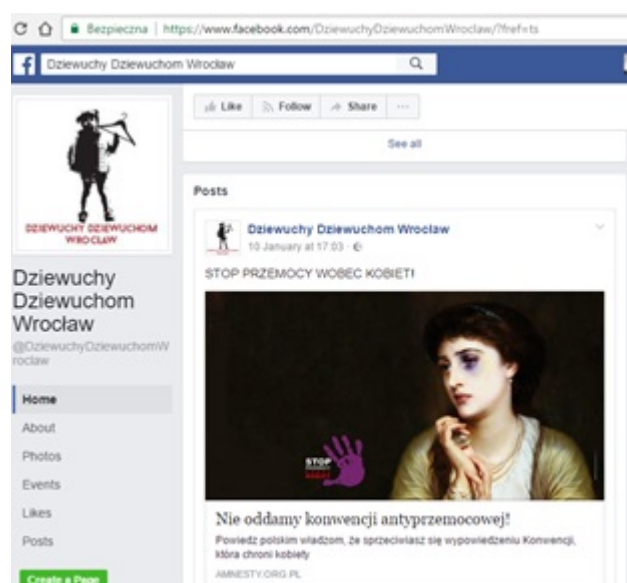 Bezpieczna | https://www.facebook.com/DziewuchyDziewuchomWroclaw/?fref=ts
Dziewuchy Dziewuchom Wrocław
Like Follow Share ...
See all
DZIEWUCHY DZIEWUCHOM
WROCŁAW
Posts
Dziewuchy Dziewuchom Wrocław
10 January at 17:03
STOP PRZEMOCY WOBEC KOBIET!
Dziewuchy
Dziewuchom
Wrocław
@DziewuchyDziewuchomW
roclaw
Home
About
Photos
Events
Likes
Posts
Create a Page
STOP
Nie oddamy konwencji antyprzemocowej!
Powiedz polskim władzom, że sprzeciwiasz się wypowiedzeniu Konwencji,
która chroni kobiety
AMNESTY.ORG.PL